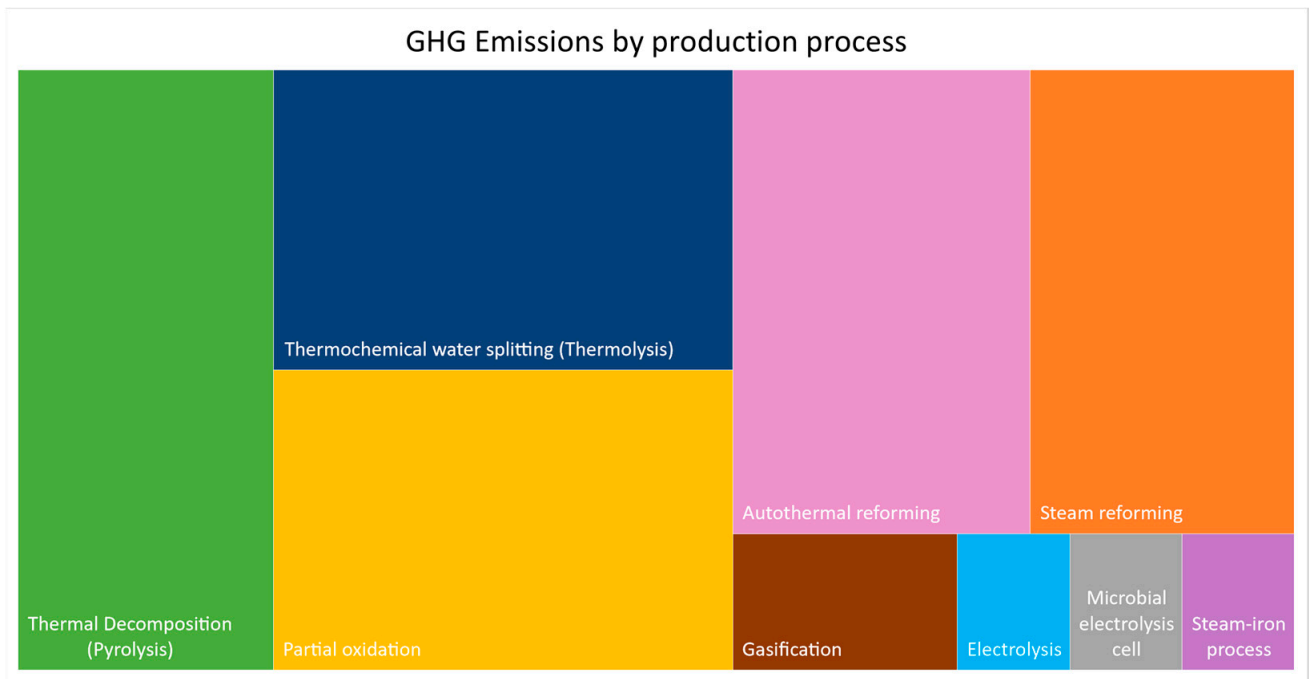 GHG Emissions by production process
Thermochemical water splitting (Thermolysis)
Autothermal reforming
Steam reforming
Thermal Decomposition
(Pyrolysis)
Partial oxidation
Gasification
Electrolysis
Microbial
electrolysis
cell
Steam-iron
process